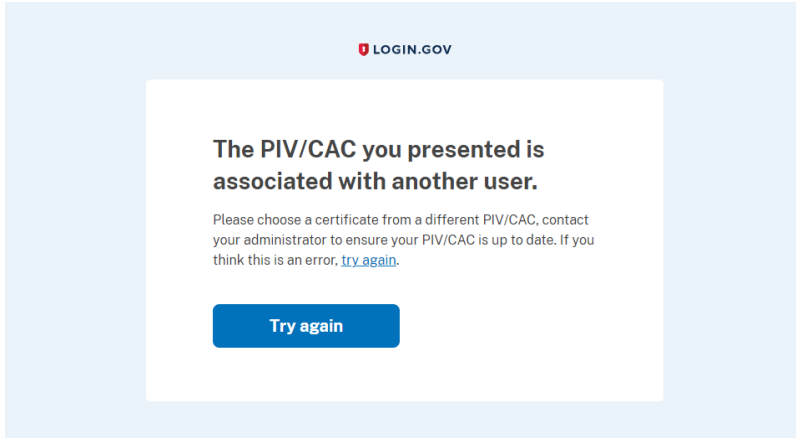 LOGIN.GOV
The PIV/CAC you presented is
associated with another user.
Please choose a certificate from a different PIV/CAC, contact
your administrator to ensure your PIV/CAC is up to date. If you
think this is an error, try again.
Try again